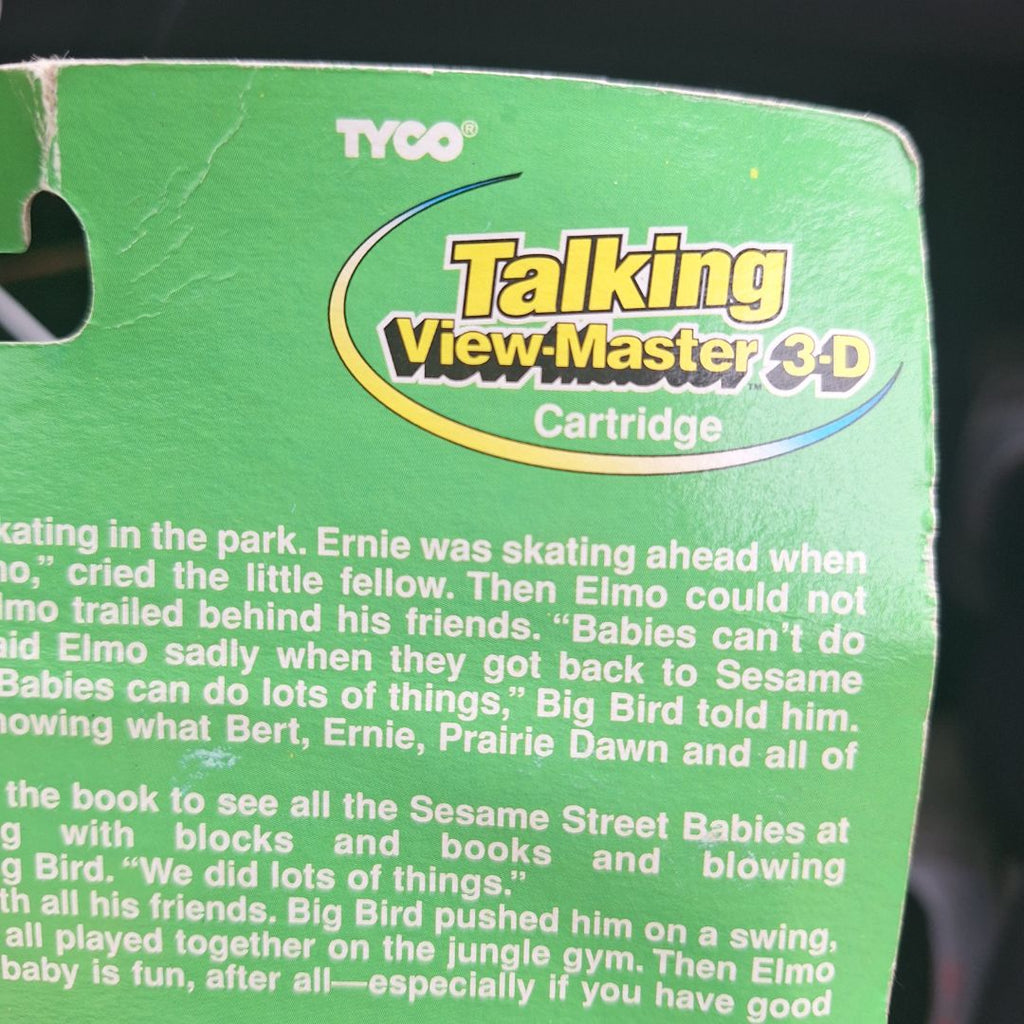 TYCO®
Talking
View-Master 3-D™
Cartridge
kating in the park. Ernie was skating ahead when
no,” cried the little fellow. Then Elmo could not
lmo trailed behind his friends. “Babies can’t do
aid Elmo sadly when they got back to Sesame
Babies can do lots of things,” Big Bird told him.
howing what Bert, Ernie, Prairie Dawn and all of
the book to see all the Sesame Street Babies at
g with blocks and books and blowing
g Bird. “We did lots of things.”
th all his friends. Big Bird pushed him on a swing,
all played together on the jungle gym. Then Elmo
baby is fun, after all—especially if you have good